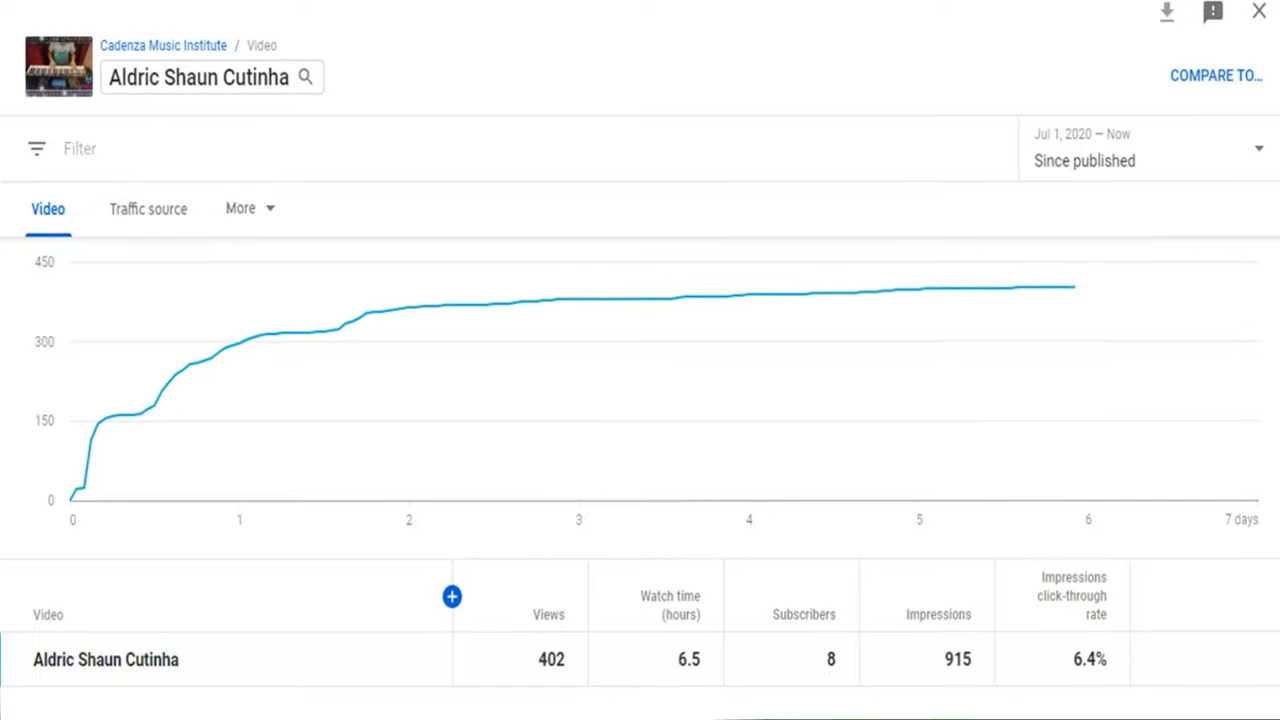 Cadenza Music Institute / Video
Aldric Shaun Cutinha
COMPARE TO...
Filter
Jul 1, 2020 – Now
Since published
Video Traffic source More
450
300
150
0
0 1 2 3 4 5 6 7 days
Video Views Watch time (hours) Subscribers Impressions Impressions click-through rate
Aldric Shaun Cutinha 402 6.5 8 915 6.4%